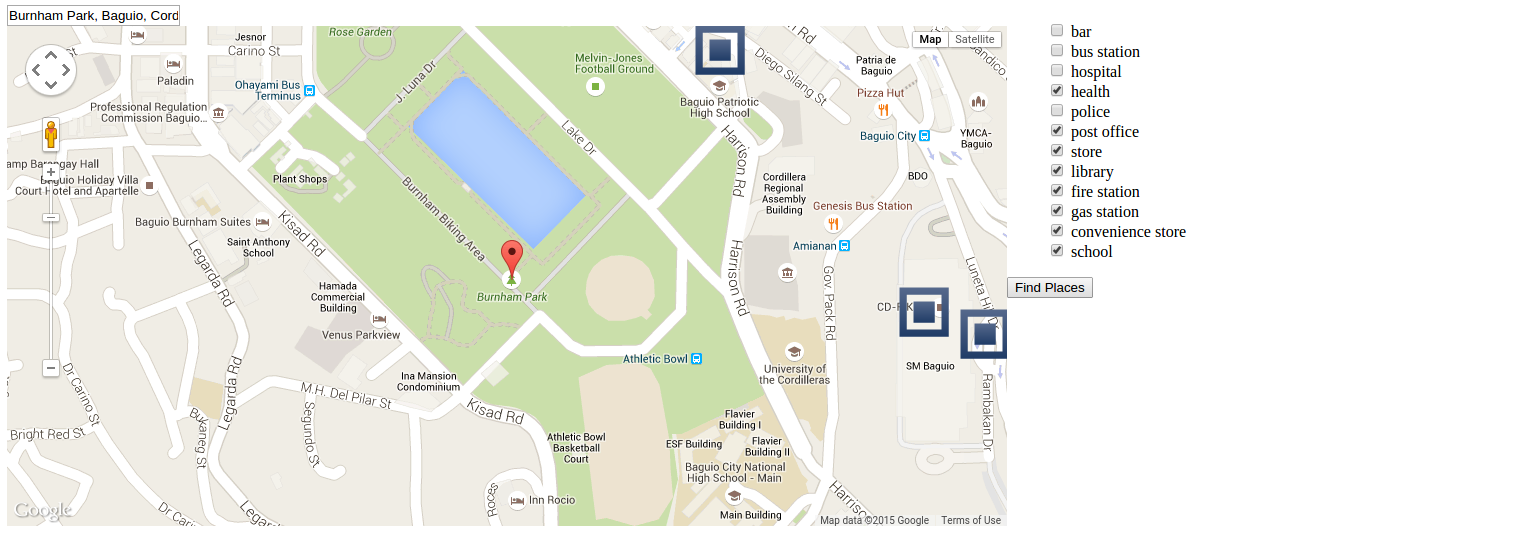 Burnham Park, Baguio, Cord
Rose Garden
Jesnor
Carino St
Paladin
Ohayami Bus
Terminus
Professional Regulation
Commission Baguio...
J. Luna Dr
Melvin-Jones
Football Ground
Lake Dr
Baguio Patriotic
High School
Diego Silang St
Map
Satellite
Patria de
Baguio
Pizza Hut
Baguio City
YMCA-
Baguio
BDO
Harrison Rd
Cordillera
Regional
Assembly
Building
Genesis Bus Station
Amianan
amp Barangay Hall
Baguio Holiday Villa
Court Hotel and Apartelle
Plant Shops
Baguio Burnham Suites
Saint Anthony
School
Kisad Rd
Burnham Biking Area
Legarda Rd
Hamada
Commercial
Building
Venus Parkview
Burnham Park
Harrison Rd
Gov. Pack Rd
Luneta Hill Dr
SM Baguio
Athletic Bowl
University of
the Cordilleras
Ina Mansion
Condominium
M.H. Del Pilar St
Legarda Rd
Dr Carino St
Segundo St
Bukaneg St
Bright Red St
Kisad Rd
Athletic Bowl
Basketball
Court
Flavier
Building I
ESF Building
Flavier
Building II
Baguio City National
High School - Main
Main Building
Rambakan Dr
Roces
Inn Rocio
Dr Carino
Legar
Harriso
Google
Map data ©2015 Google
Terms of Use
bar
bus station
hospital
health
police
post office
store
library
fire station
gas station
convenience store
school
Find Places